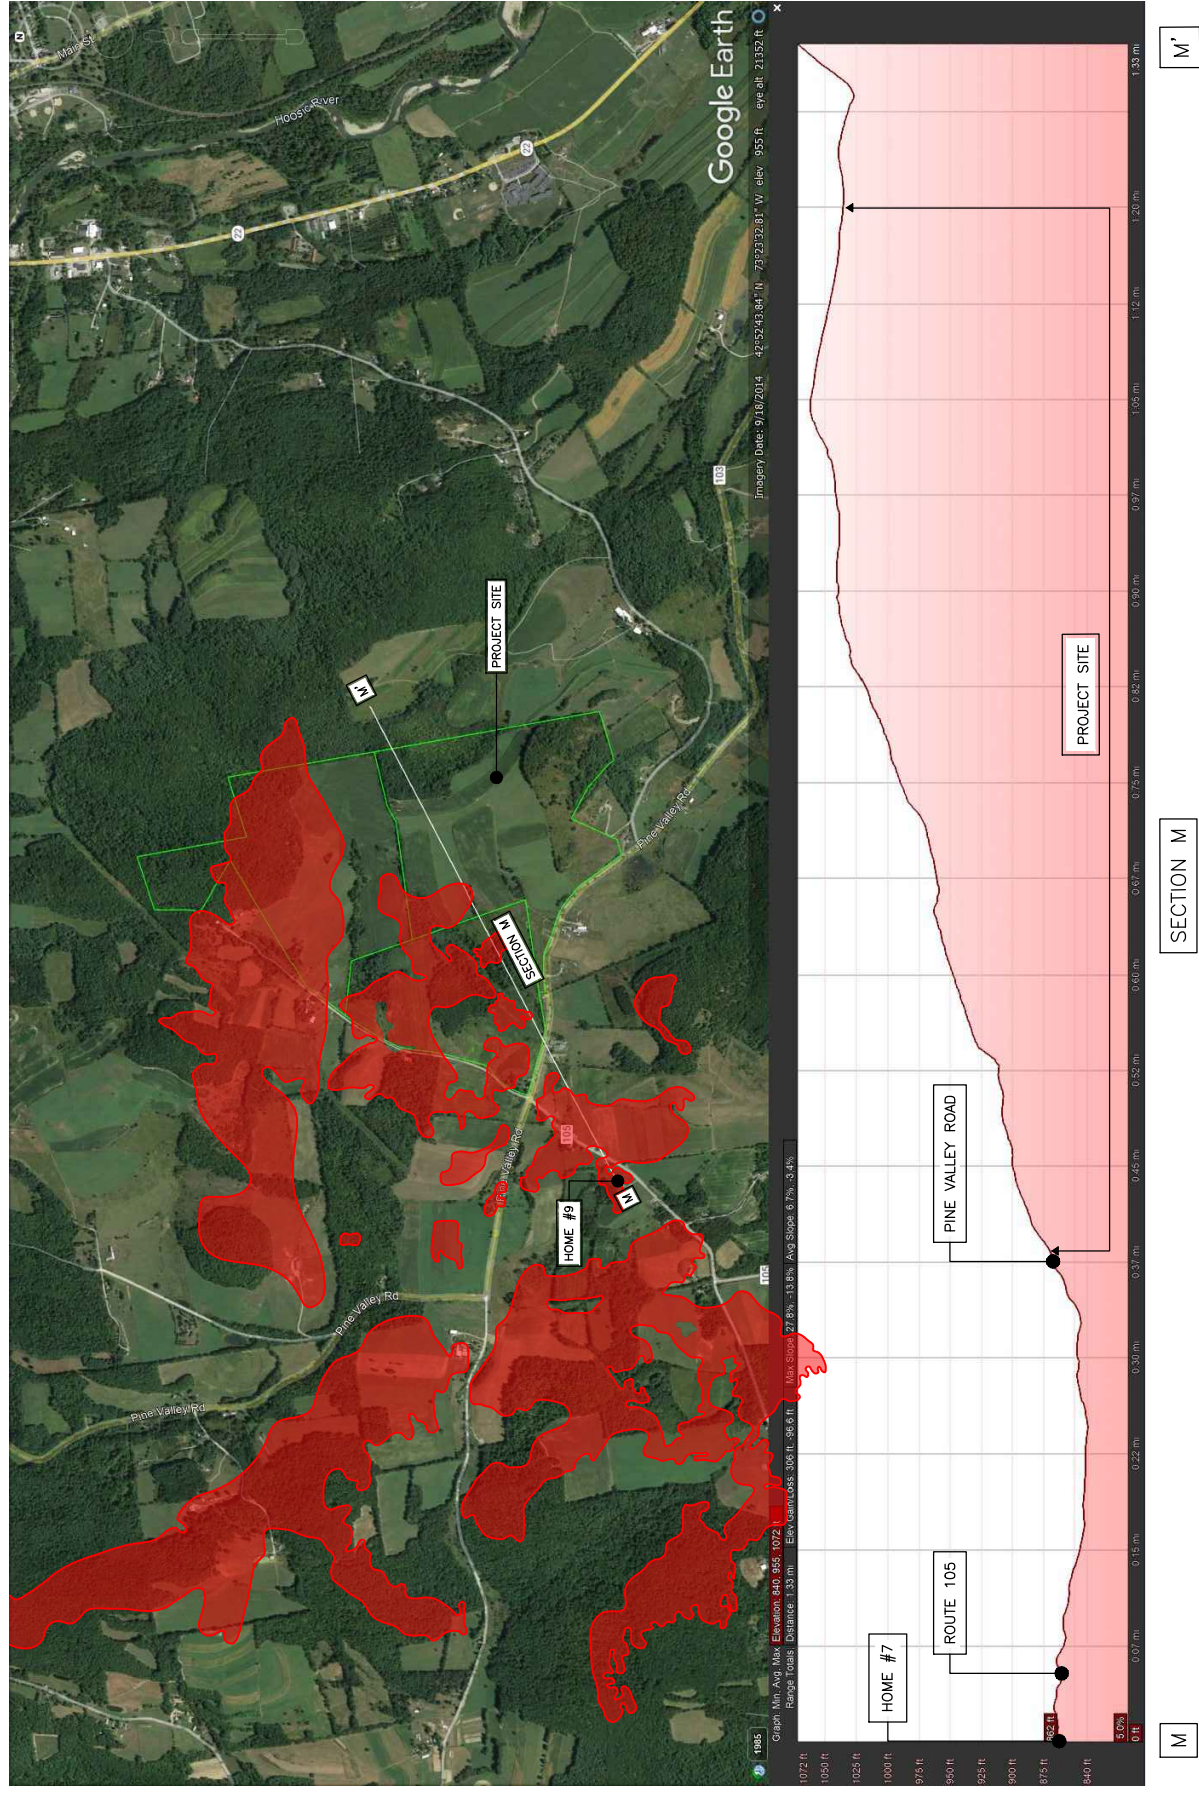 N
Main St
Hoosic River
22
22
103
Pine Valley Rd
Pine Valley Rd
Pine Valley Rd
Pine Valley Rd
105
105
M'
PROJECT SITE
SECTION M
HOME #9
M
Google Earth
1985
Imagery Date: 9/18/2014 42°52'43.84" N 73°23'32.81" W elev 955 ft eye alt 21352 ft
Graph: Min, Avg, Max Elevation: 840, 955, 1072 ft
Range Totals: Distance: 1.33 mi Elev Gain/Loss: 306 ft, -96.6 ft Max Slope: 27.8%, -13.8% Avg Slope: 6.7%, -3.4%
1072 ft
1050 ft
1025 ft
1000 ft
975 ft
950 ft
925 ft
900 ft
875 ft
840 ft
HOME #7
ROUTE 105
PINE VALLEY ROAD
PROJECT SITE
862 ft
5.0%
0 ft
0.07 mi
0.15 mi
0.22 mi
0.30 mi
0.37 mi
0.45 mi
0.52 mi
0.60 mi
0.67 mi
0.75 mi
0.82 mi
0.90 mi
0.97 mi
1.05 mi
1.12 mi
1.20 mi
1.33 mi
M
SECTION M
M'